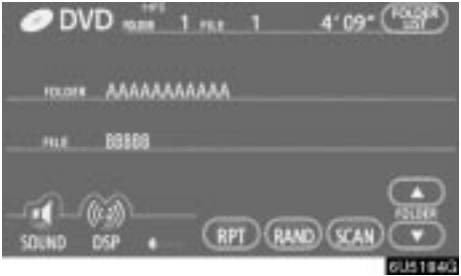 DVD MP3 FOLDER 1 FILE 1 4'09" FOLDER LIST
FOLDER AAAAAAAAAAA
FILE BBBBB
FOLDER
SOUND DSP RPT RAND SCAN
6U5184G